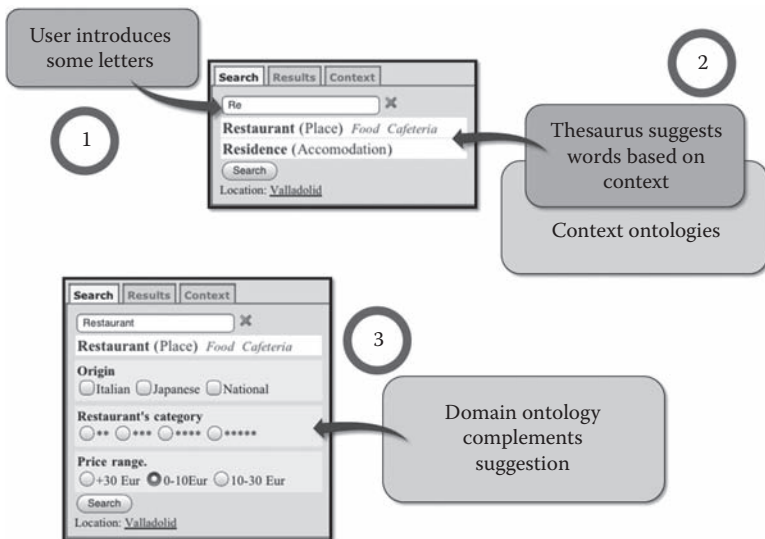 User introduces
some letters
1
Search Results Context
Re
Restaurant (Place) Food Cafeteria
Residence (Accomodation)
Search
Location: Valladolid
2
Thesaurus suggests
words based on
context
Context ontologies
Search Results Context
Restaurant
Restaurant (Place) Food Cafeteria
Origin
Italian Japanese National
Restaurant's category
** *** **** *****
Price range.
+30 Eur 0-10Eur 10-30 Eur
Search
Location: Valladolid
3
Domain ontology
complements
suggestion